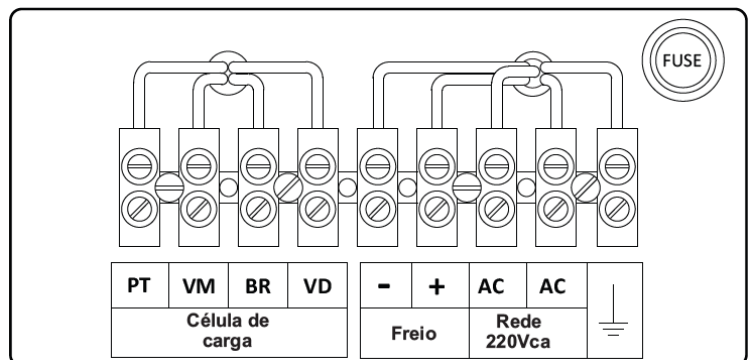 FUSE
PT VM BR VD - + AC AC
Célula de
carga
Freio
Rede
220Vca